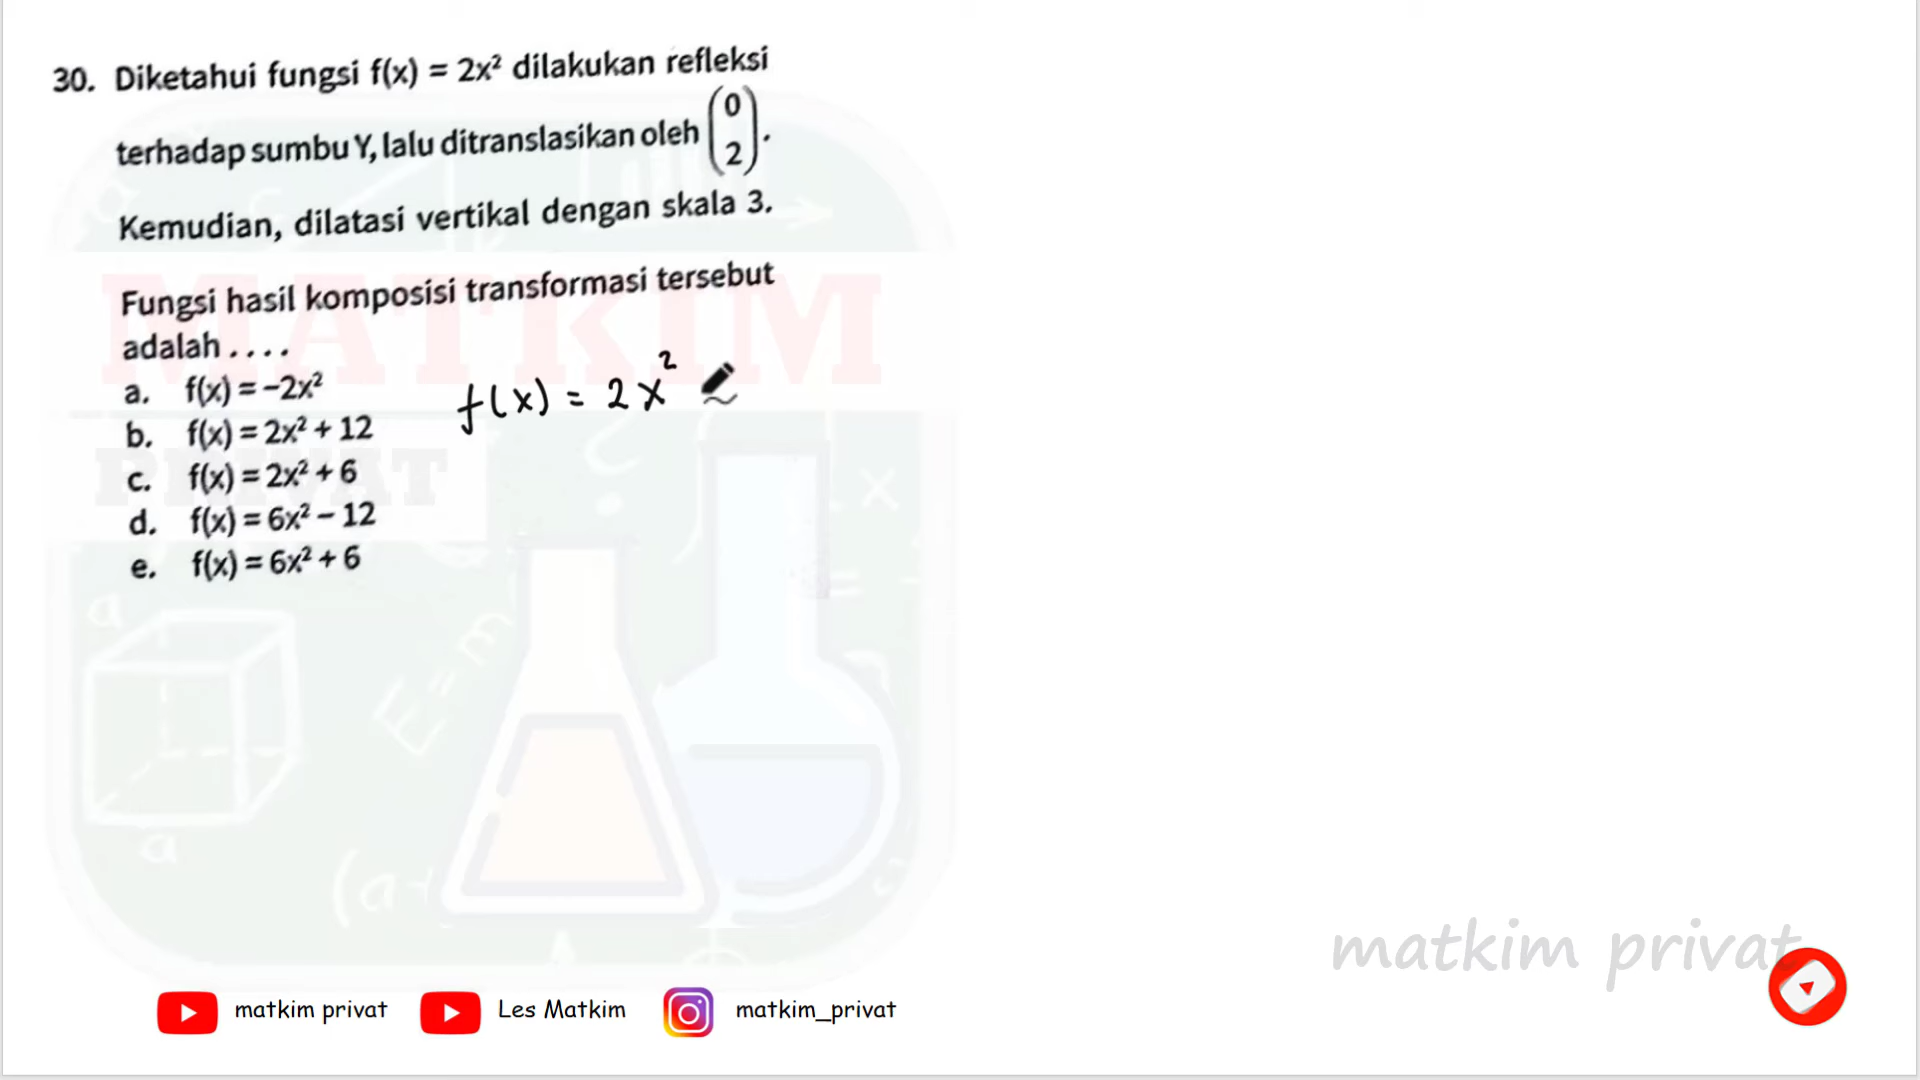 30. Diketahui fungsi f(x) = 2x² dilakukan refleksi
terhadap sumbu Y, lalu ditranslasikan oleh (0 2).
Kemudian, dilatasi vertikal dengan skala 3.
Fungsi hasil komposisi transformasi tersebut
adalah . . . .
a. f(x) = –2x²
b. f(x) = 2x² + 12
c. f(x) = 2x² + 6
d. f(x) = 6x² – 12
e. f(x) = 6x² + 6
f(x) = 2x²
MATKIM
PRIVAT
matkim privat
matkim privat
Les Matkim
matkim_privat